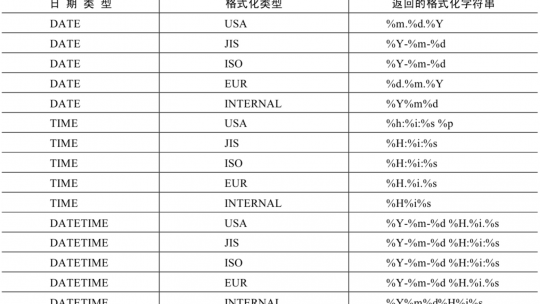 日 期 类 型 格式化类型 返回的格式化字符串
DATE USA %m.%d.%Y
DATE JIS %Y-%m-%d
DATE ISO %Y-%m-%d
DATE EUR %d.%m.%Y
DATE INTERNAL %Y%m%d
TIME USA %h:%i:%s %p
TIME JIS %H:%i:%s
TIME ISO %H:%i:%s
TIME EUR %H.%i.%s
TIME INTERNAL %H%i%s
DATETIME USA %Y-%m-%d %H.%i.%s
DATETIME JIS %Y-%m-%d %H:%i:%s
DATETIME ISO %Y-%m-%d %H:%i:%s
DATETIME EUR %Y-%m-%d %H.%i.%s
DATETIME INTERNAL %Y%m%d%H%i%s